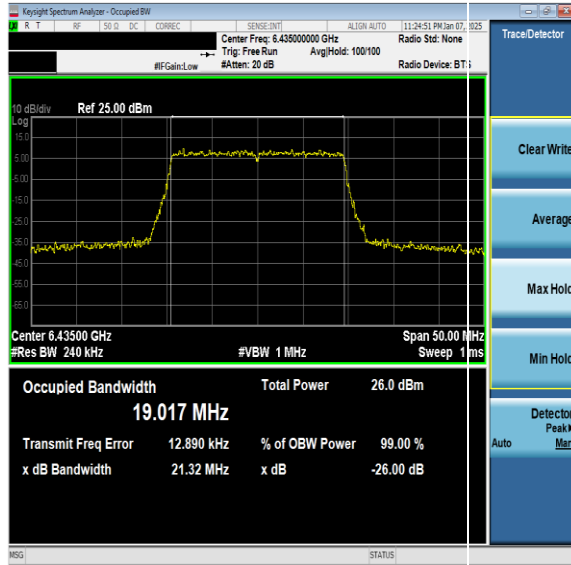 Keysight Spectrum Analyzer - Occupied BW
R T RF 50 Ω DC CORREC SENSE:INT ALIGN AUTO 11:24:51 PM Jan 07, 2025
Center Freq: 6.435000000 GHz Radio Std: None
Trig: Free Run Avg|Hold: 100/100
#IFGain:Low #Atten: 20 dB Radio Device: BTS
Trace/Detector
10 dB/div Ref 25.00 dBm
Log
15.0
5.00
-5.00
-15.0
-25.0
-35.0
-45.0
-55.0
-65.0
Center 6.43500 GHz Span 50.00 MHz
#Res BW 240 kHz #VBW 1 MHz Sweep 1 ms
Occupied Bandwidth Total Power 26.0 dBm
19.017 MHz
Transmit Freq Error 12.890 kHz % of OBW Power 99.00 %
x dB Bandwidth 21.32 MHz x dB -26.00 dB
Clear Write
Average
Max Hold
Min Hold
Detector
Peak
Auto Man
MSG STATUS